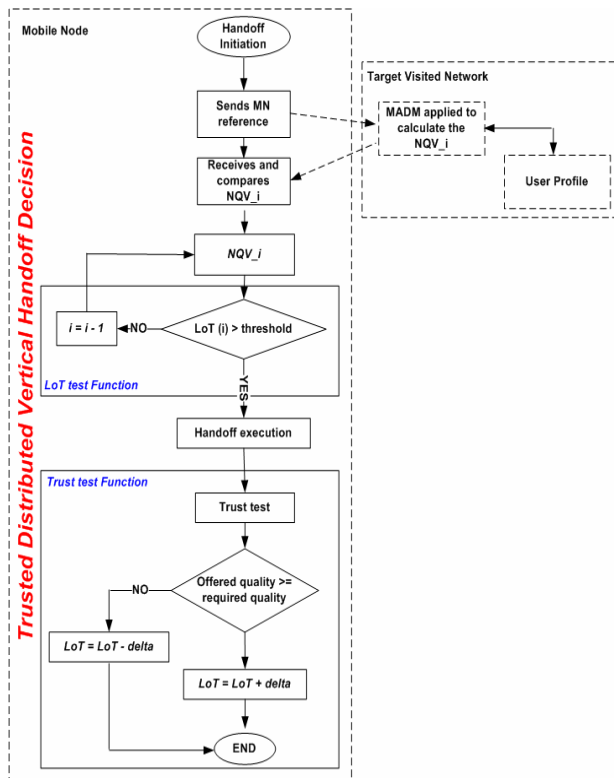 Mobile Node
Handoff
Initiation
Target Visited Network
Sends MN
reference
MADM applied to
calculate the
NQV_i
Receives and
compares
NQV_i
User Profile
NQV_i
i = i - 1
NO
LoT (i) > threshold
LoT test Function
YES
Handoff execution
Trust test Function
Trust test
NO
Offered quality >=
required quality
LoT = LoT - delta
LoT = LoT + delta
END
Trusted Distributed Vertical Handoff Decision